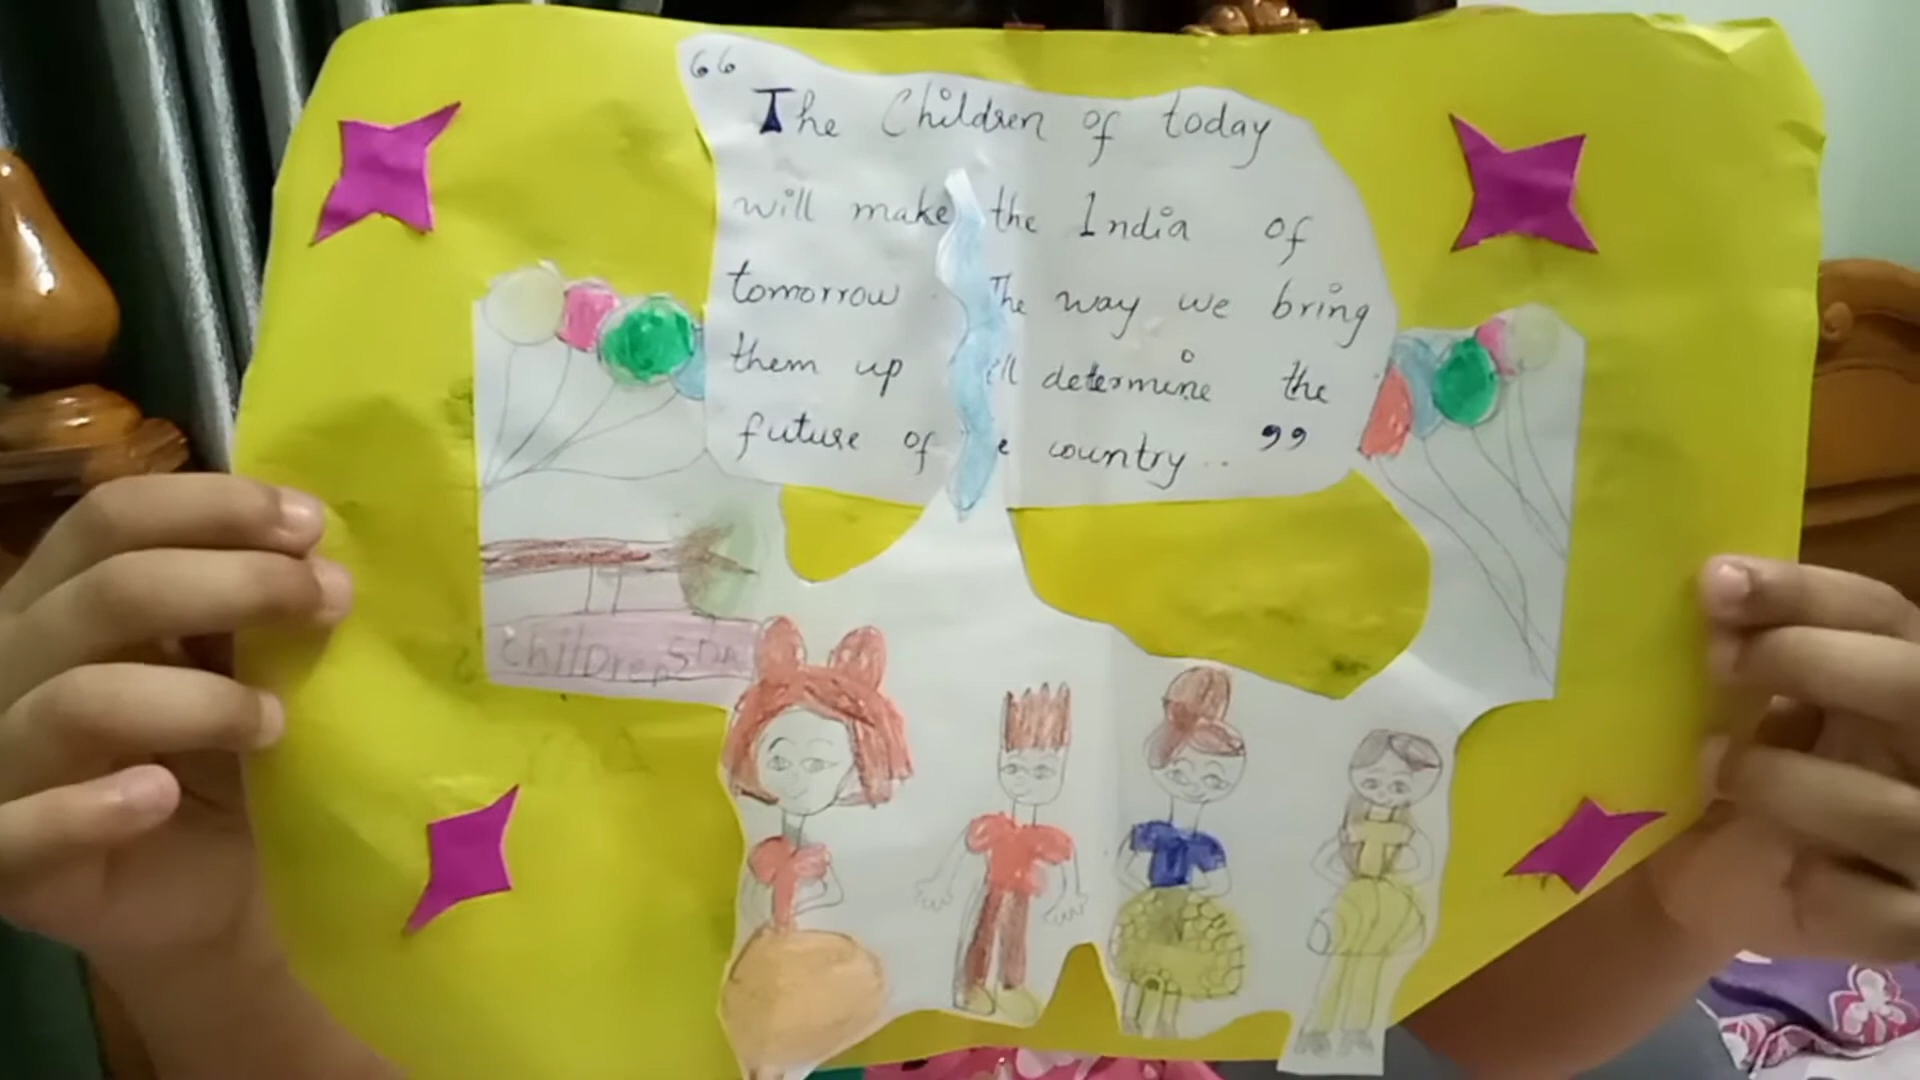 “ The Children of today
will make the India of
tomorrow. The way we bring
them up determine the
future of country.. ”
Children's